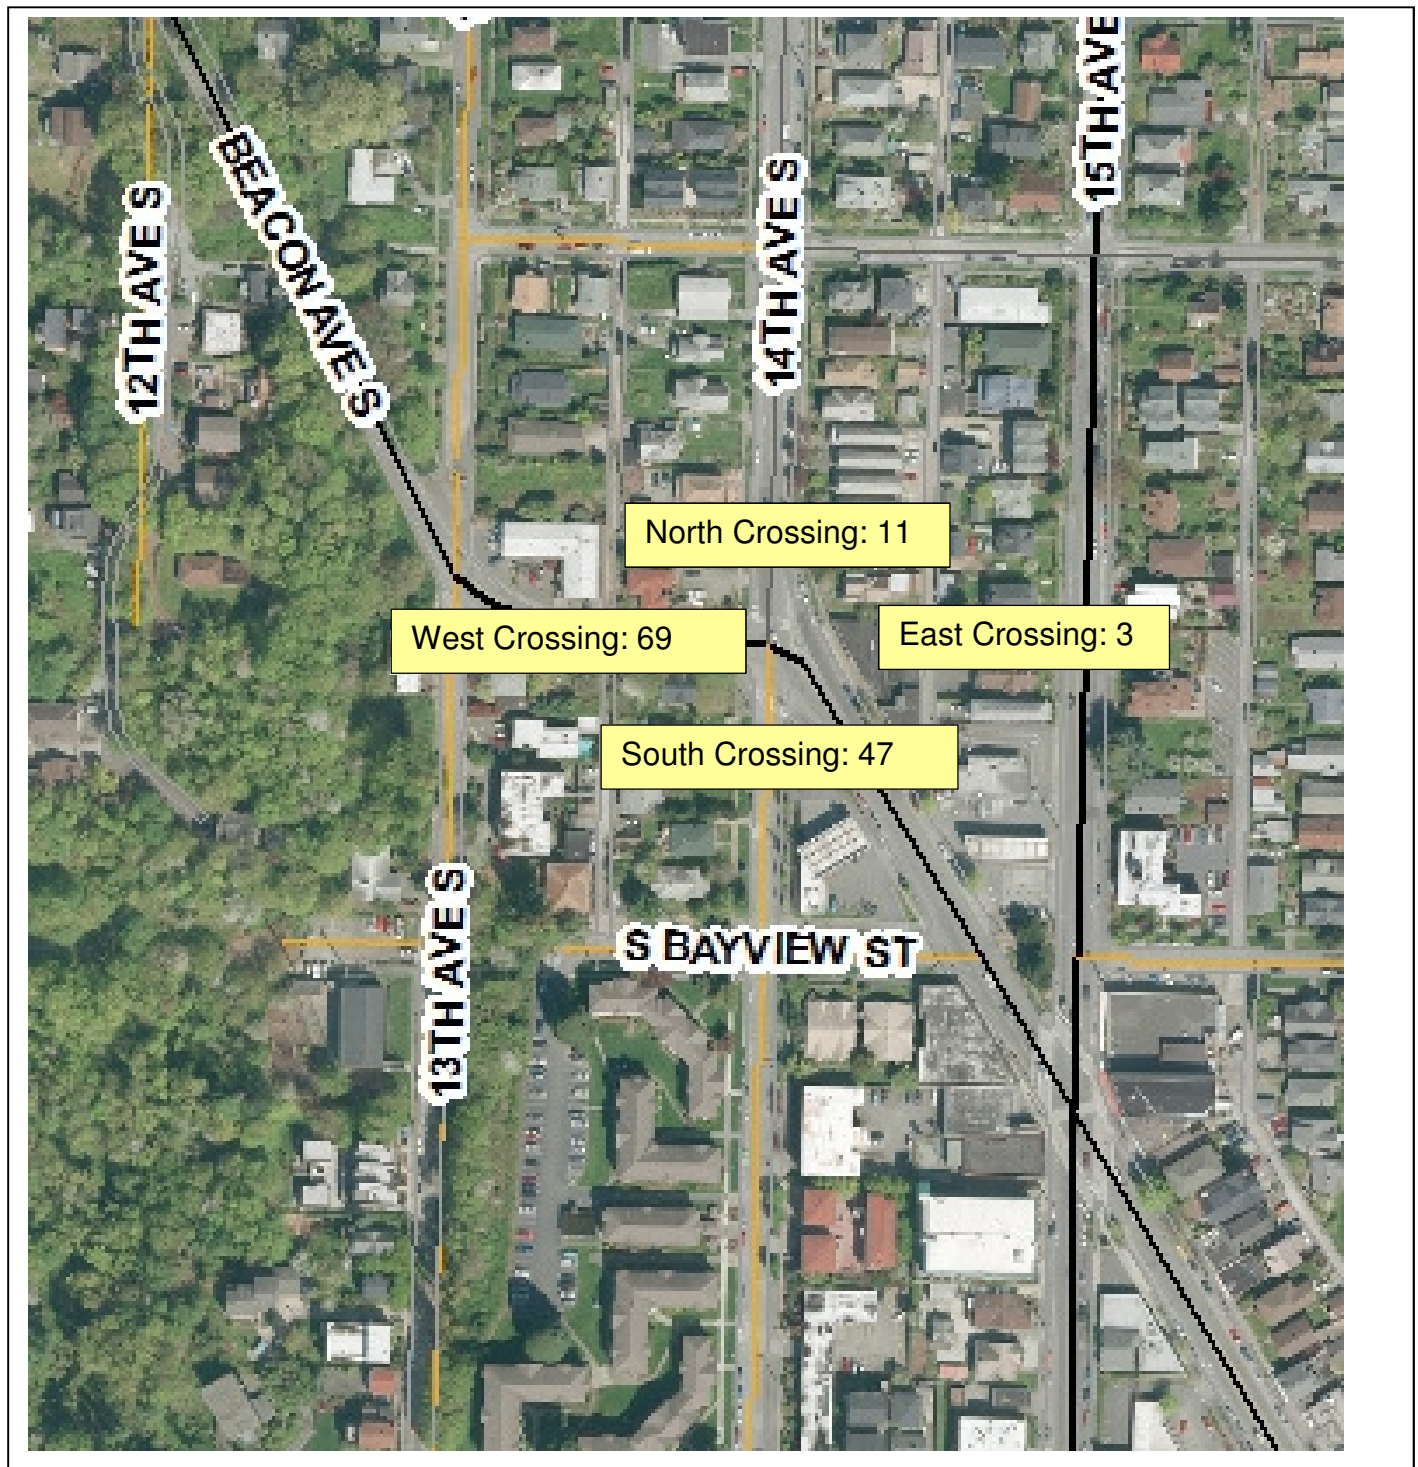 15TH AVE
BEACON AVE S
12TH AVE S
14TH AVE S
North Crossing: 11
West Crossing: 69
East Crossing: 3
South Crossing: 47
13TH AVE S
S BAYVIEW ST